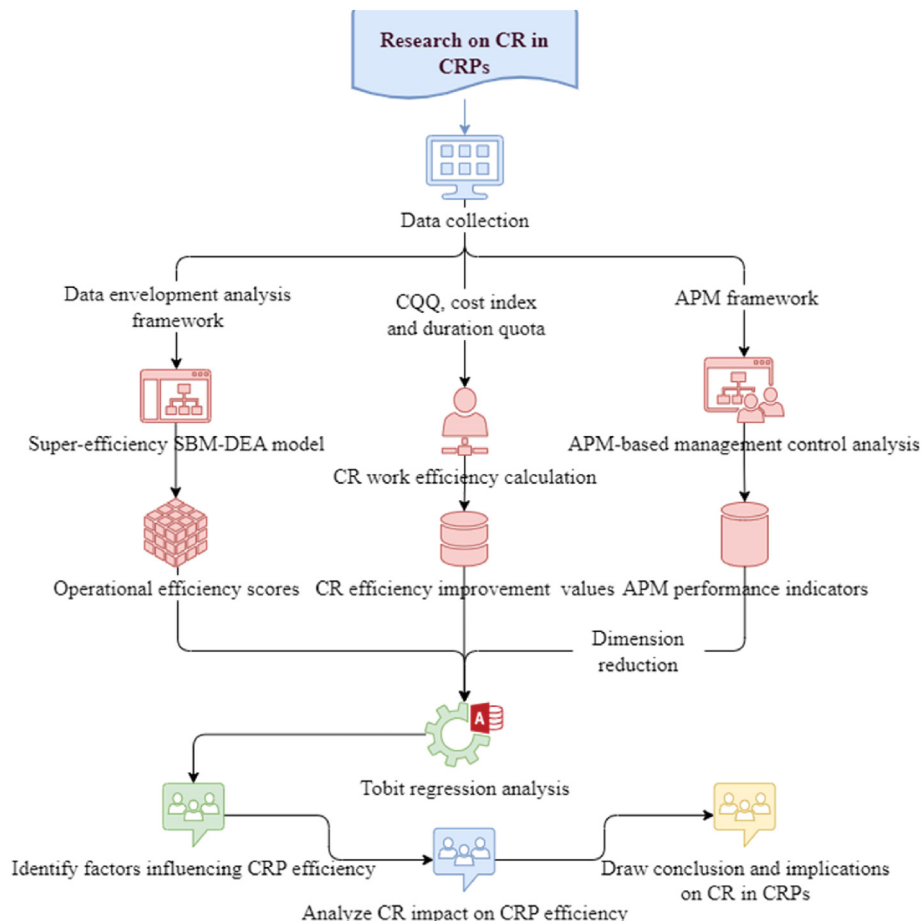 Research on CR in
CRPs
Data collection
Data envelopment analysis
framework
CQQ, cost index
and duration quota
APM framework
Super-efficiency SBM-DEA model
CR work efficiency calculation
APM-based management control analysis
Operational efficiency scores
CR efficiency improvement values
APM performance indicators
Dimension
reduction
A
Tobit regression analysis
Identify factors influencing CRP efficiency
Analyze CR impact on CRP efficiency
Draw conclusion and implications
on CR in CRPs